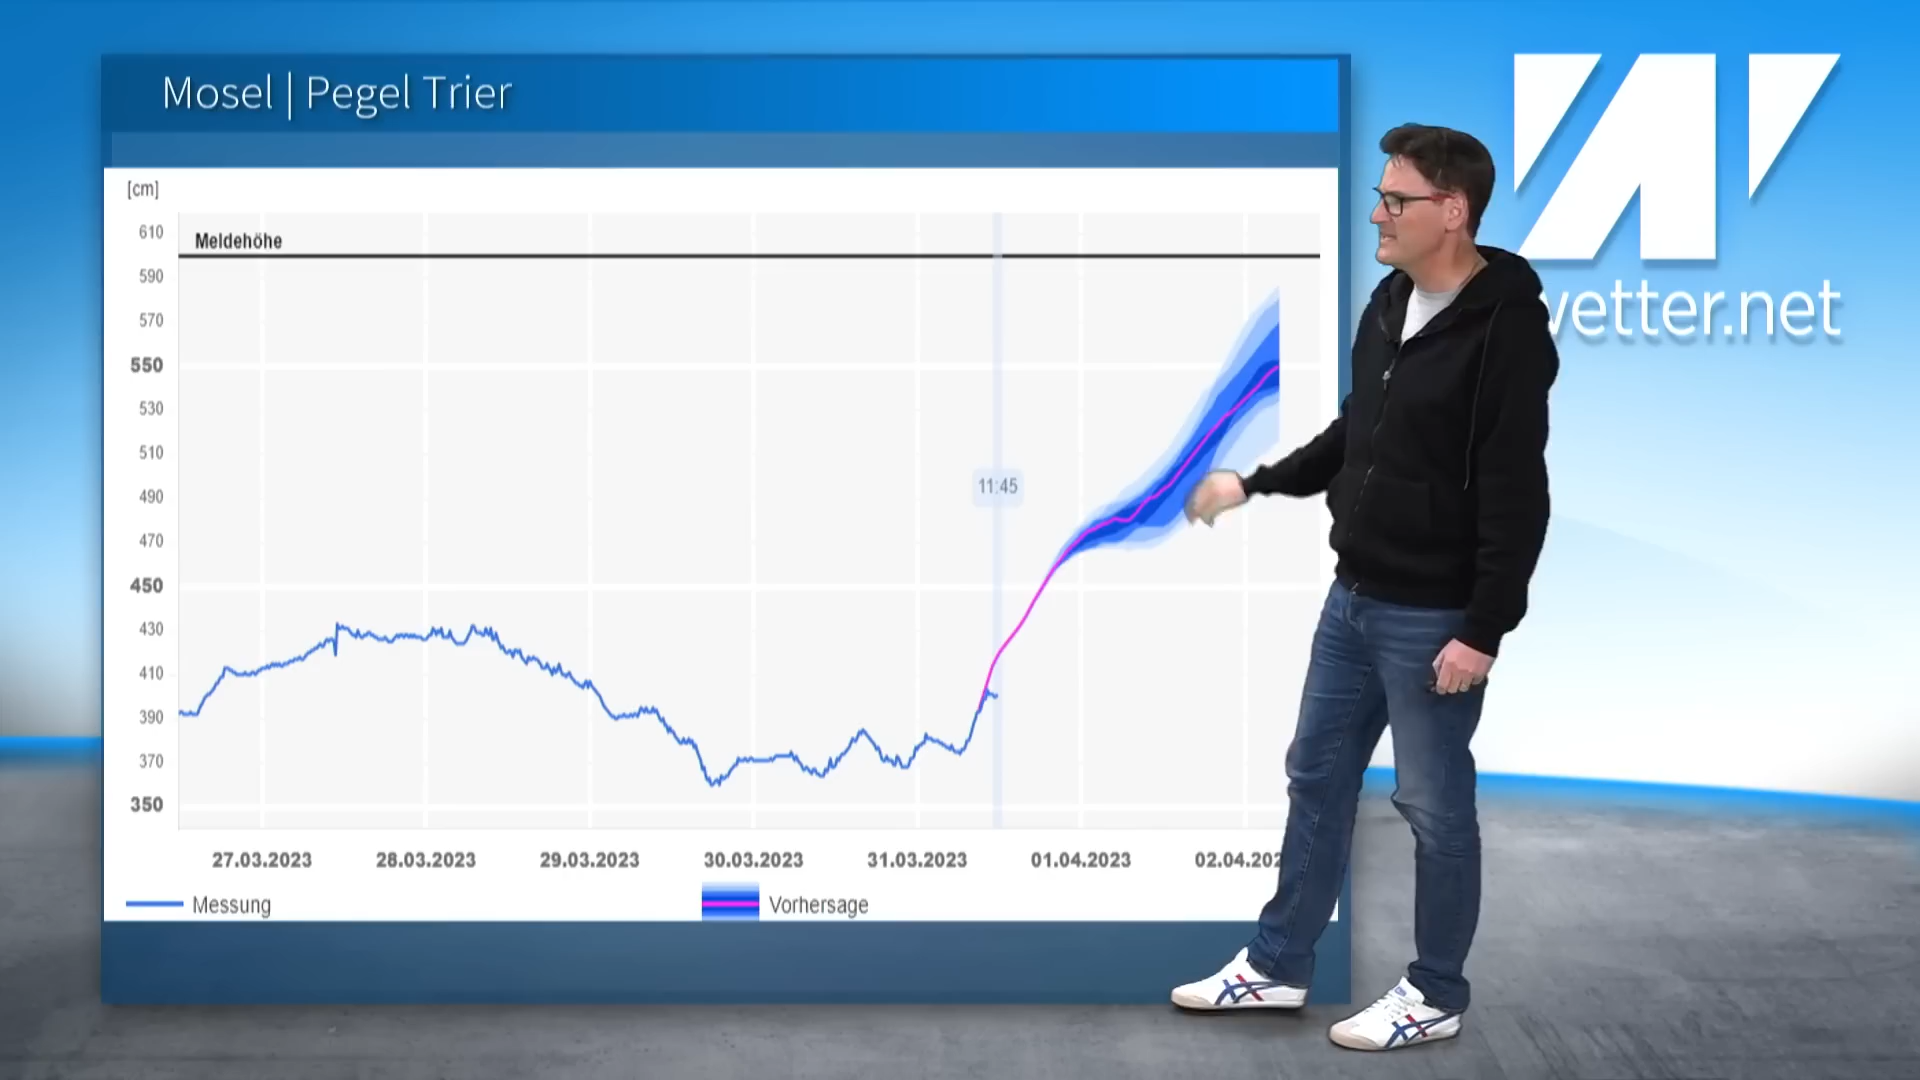 Mosel | Pegel Trier
[cm]
610
Meldehöhe
590
570
550
530
510
490
11:45
470
450
430
410
390
370
350
27.03.2023 28.03.2023 29.03.2023 30.03.2023 31.03.2023 01.04.2023
Messung Vorhersage
wetter.net